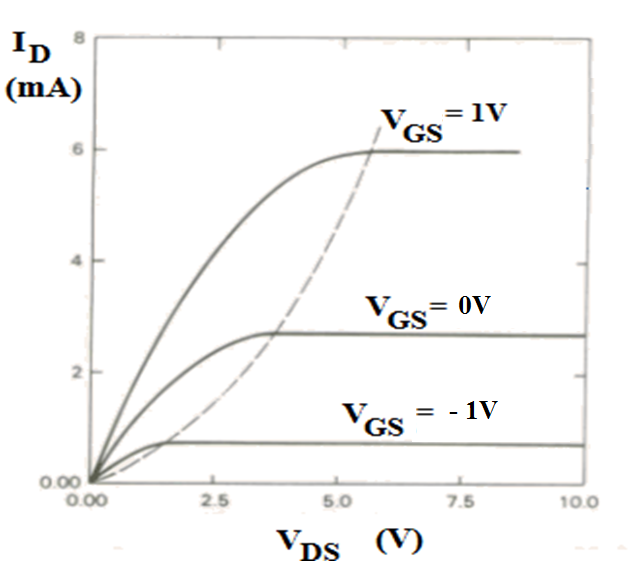 I_D
(mA)
8
6
4
2
0.00
V_GS = 1V
V_GS = 0V
V_GS = - 1V
0.00 2.5 5.0 7.5 10.0
V_DS (V)